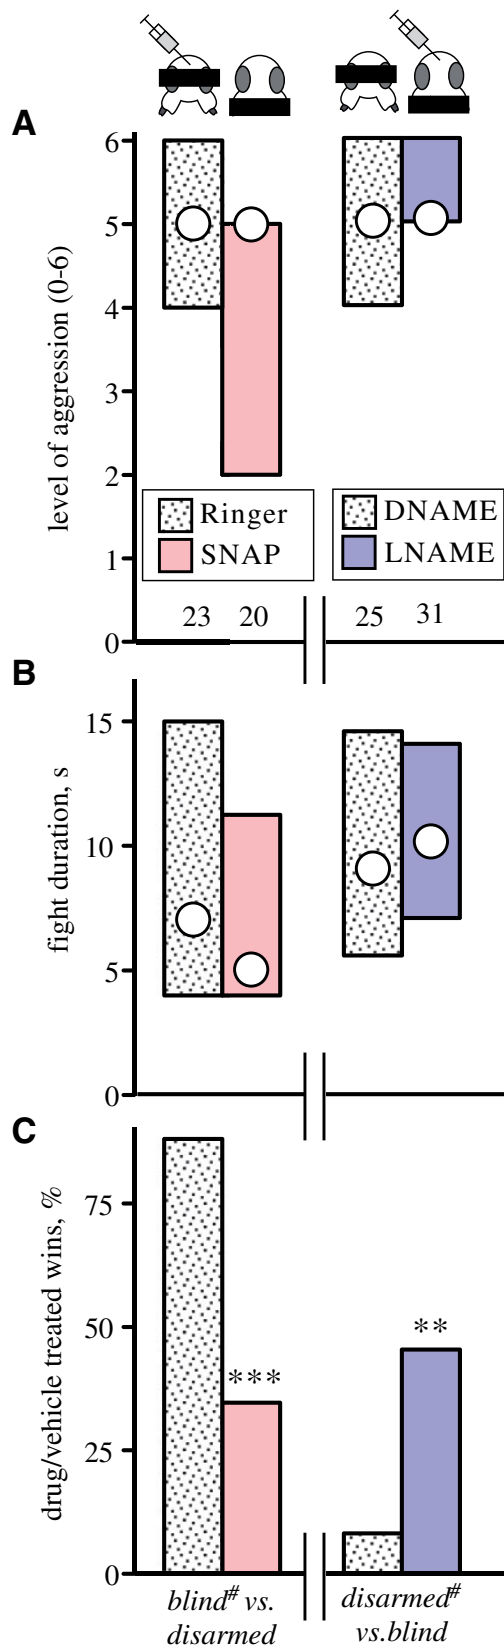 A
level of aggression (0-6)
6
5
4
3
2
1
0
Ringer
SNAP
DNAME
LNAME
23 20 25 31
B
fight duration, s
15
10
5
0
C
drug/vehicle treated wins, %
75
50
25
0
***
**
blind# vs.
disarmed
disarmed#
vs.blind